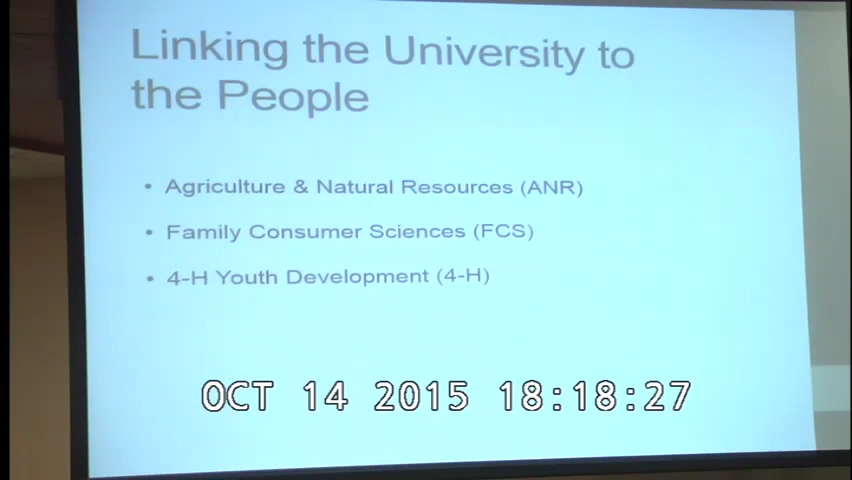 Linking the University to
the People
• Agriculture & Natural Resources (ANR)
• Family Consumer Sciences (FCS)
• 4-H Youth Development (4-H)
OCT 14 2015 18:18:27